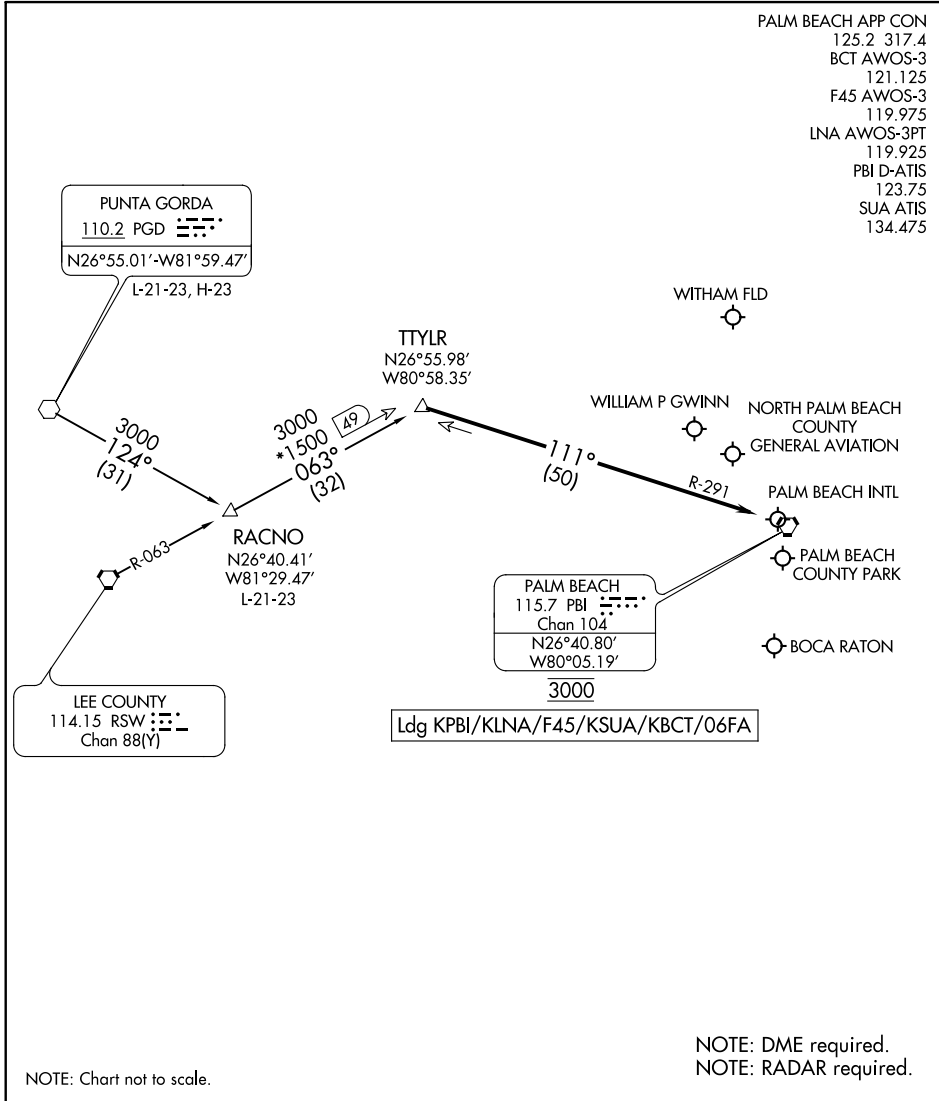 PALM BEACH APP CON
125.2 317.4
BCT AWOS-3
121.125
F45 AWOS-3
119.975
LNA AWOS-3PT
119.925
PBI D-ATIS
123.75
SUA ATIS
134.475
PUNTA GORDA
110.2 PGD
N26°55.01'-W81°59.47'
L-21-23, H-23
WITHAM FLD
TTYLR
N26°55.98'
W80°58.35'
WILLIAM P GWINN
NORTH PALM BEACH
COUNTY
GENERAL AVIATION
3000
124°
(31)
3000
*1500
49
063°
(32)
111°
(50)
R-291
PALM BEACH INTL
RACNO
N26°40.41'
W81°29.47'
L-21-23
R-063
PALM BEACH
COUNTY PARK
PALM BEACH
115.7 PBI
Chan 104
N26°40.80'
W80°05.19'
3000
BOCA RATON
LEE COUNTY
114.15 RSW
Chan 88(Y)
Ldg KPBI/KLNA/F45/KSUA/KBCT/06FA
NOTE: DME required.
NOTE: RADAR required.
NOTE: Chart not to scale.